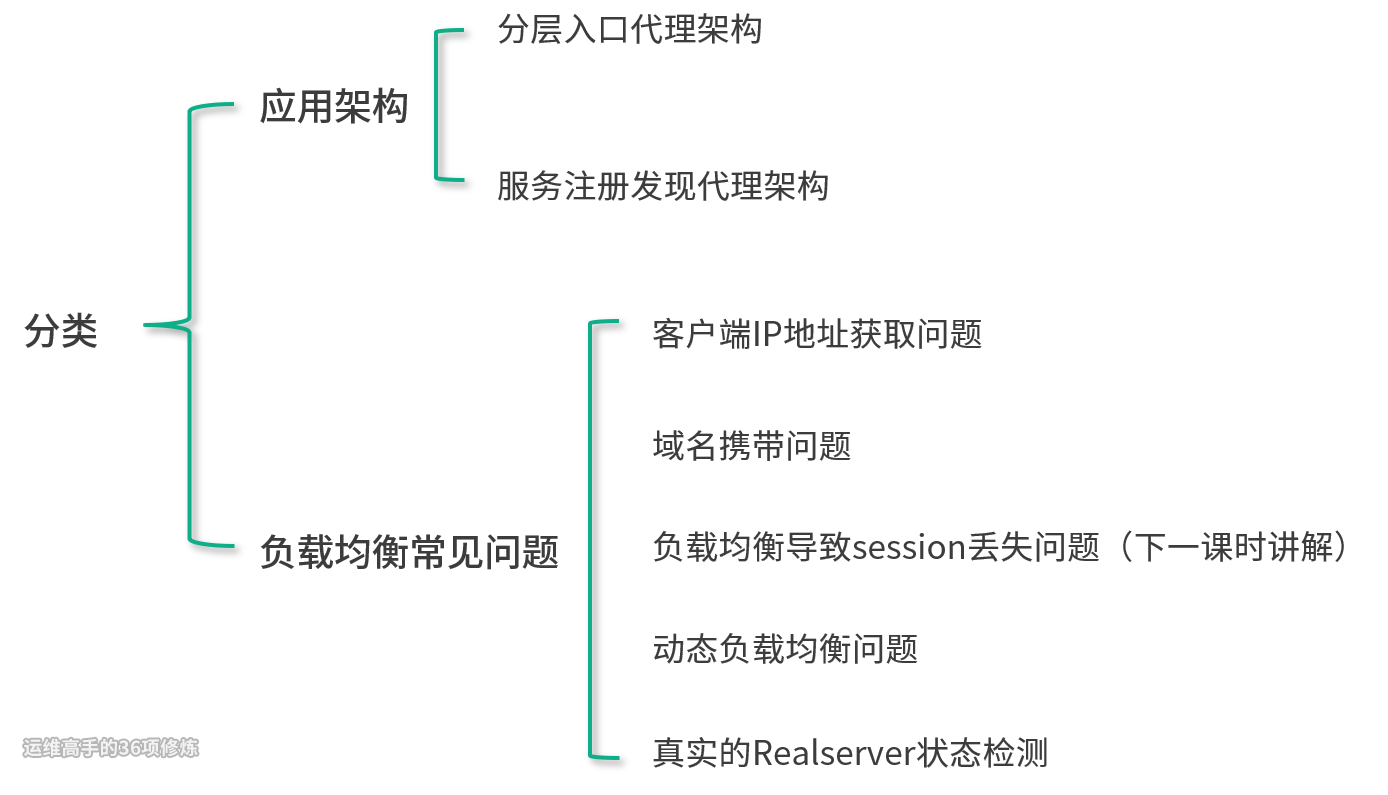 分类
应用架构
分层入口代理架构
服务注册发现代理架构
负载均衡常见问题
客户端IP地址获取问题
域名携带问题
负载均衡导致session丢失问题（下一课时讲解）
动态负载均衡问题
真实的Realserver状态检测
运维高手的36项修炼